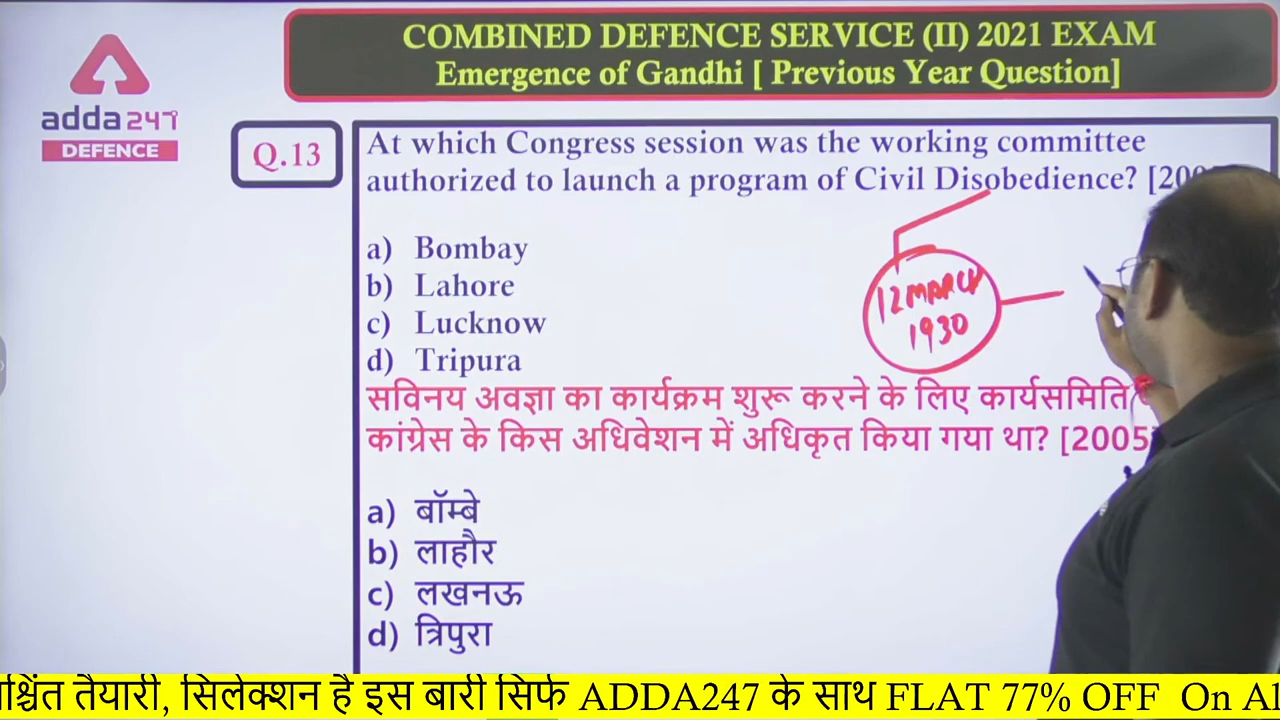 COMBINED DEFENCE SERVICE (II) 2021 EXAM
Emergence of Gandhi [ Previous Year Question]
adda247
DEFENCE
Q.13
At which Congress session was the working committee
authorized to launch a program of Civil Disobedience?
a) Bombay
b) Lahore
c) Lucknow
d) Tripura
12 MARCH
1930
सविनय अवज्ञा का कार्यक्रम शुरू करने के लिए कार्यसमिति
कांग्रेस के किस अधिवेशन में अधिकृत किया गया था? [2005
a) बॉम्बे
b) लाहौर
c) लखनऊ
d) त्रिपुरा
तैयारी, सिलेक्शन है इस बारी सिर्फ ADDA247 के साथ FLAT 77% OFF On